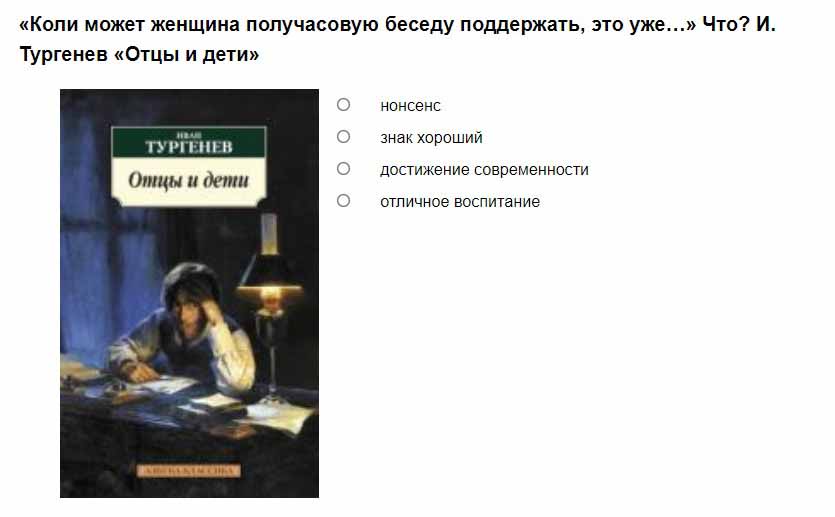 «Коли может женщина получасовую беседу поддержать, это уже…» Что? И.
Тургенев «Отцы и дети»
ИВАН
ТУРГЕНЕВ
Отцы и дети
АЗБУКА-КЛАССИКА
нонсенс
знак хороший
достижение современности
отличное воспитание